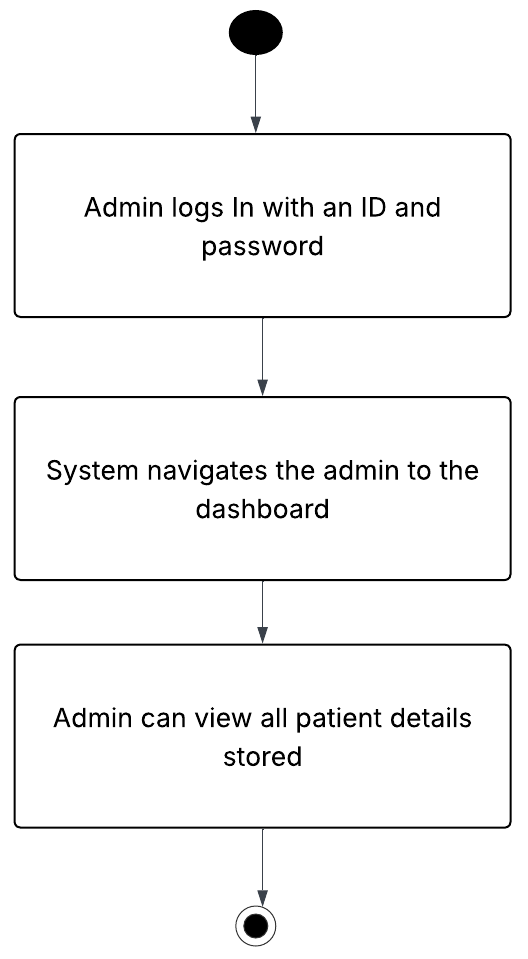 Admin logs In with an ID and
password
System navigates the admin to the
dashboard
Admin can view all patient details
stored